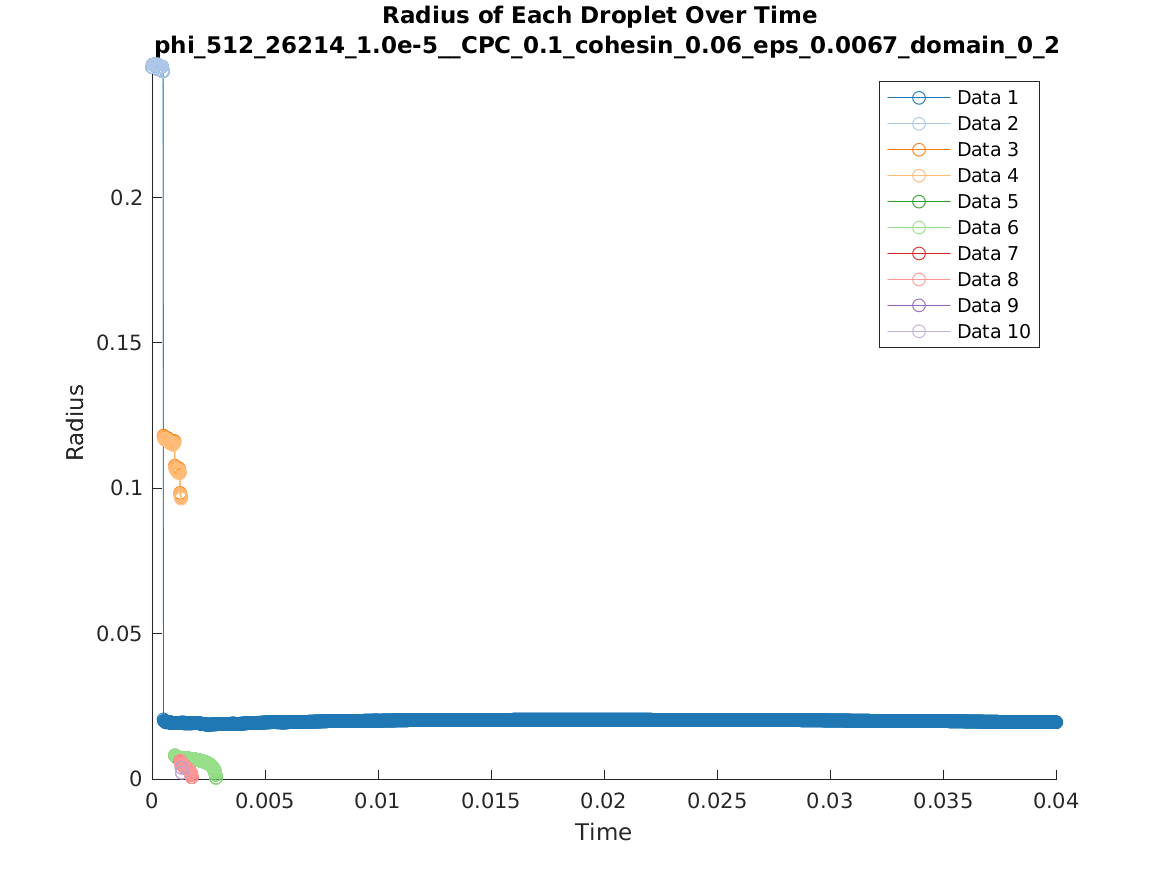 Radius of Each Droplet Over Time
phi_512_26214_1.0e-5__CPC_0.1_cohesin_0.06_eps_0.0067_domain_0_2
Data 1
Data 2
Data 3
Data 4
Data 5
Data 6
Data 7
Data 8
Data 9
Data 10
Radius
0.2
0.15
0.1
0.05
0
0 0.005 0.01 0.015 0.02 0.025 0.03 0.035 0.04
Time